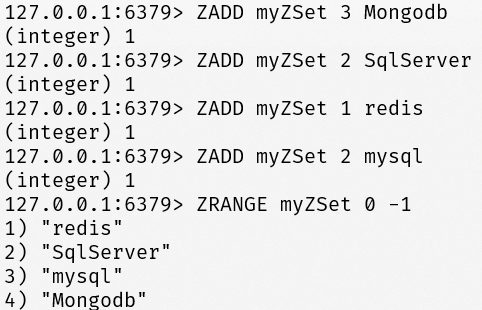 127.0.0.1:6379> ZADD myZSet 3 Mongodb
(integer) 1
127.0.0.1:6379> ZADD myZSet 2 SqlServer
(integer) 1
127.0.0.1:6379> ZADD myZSet 1 redis
(integer) 1
127.0.0.1:6379> ZADD myZSet 2 mysql
(integer) 1
127.0.0.1:6379> ZRANGE myZSet 0 -1
1) "redis"
2) "SqlServer"
3) "mysql"
4) "Mongodb"